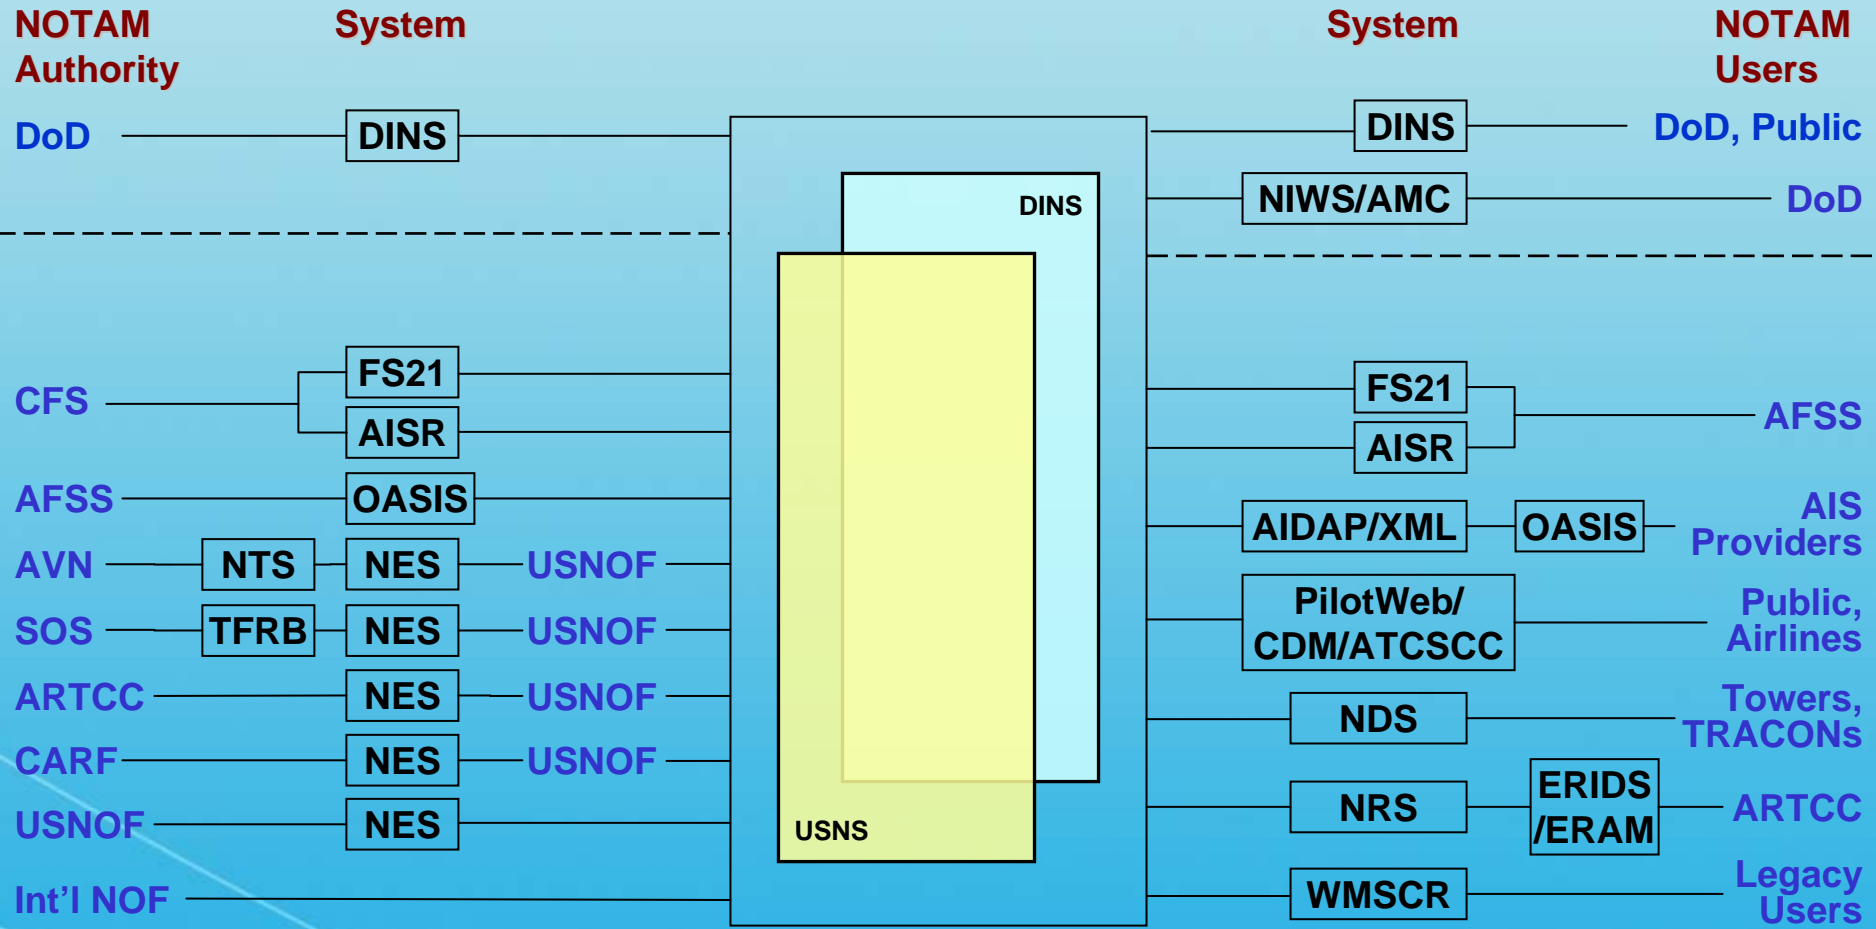 NOTAM
Authority
System
System
NOTAM
Users
DoD
DINS
DINS
DoD, Public
NIWS/AMC
DoD
DINS
CFS
FS21
AISR
FS21
AISR
AFSS
AFSS
OASIS
AIDAP/XML
OASIS
AIS
Providers
AVN
NTS
NES
USNOF
SOS
TFRB
NES
USNOF
PilotWeb/
CDM/ATCSCC
Public,
Airlines
ARTCC
NES
USNOF
NDS
Towers,
TRACONs
CARF
NES
USNOF
USNOF
NES
USNS
NRS
ERIDS
/ERAM
ARTCC
Int'l NOF
WMSCR
Legacy
Users